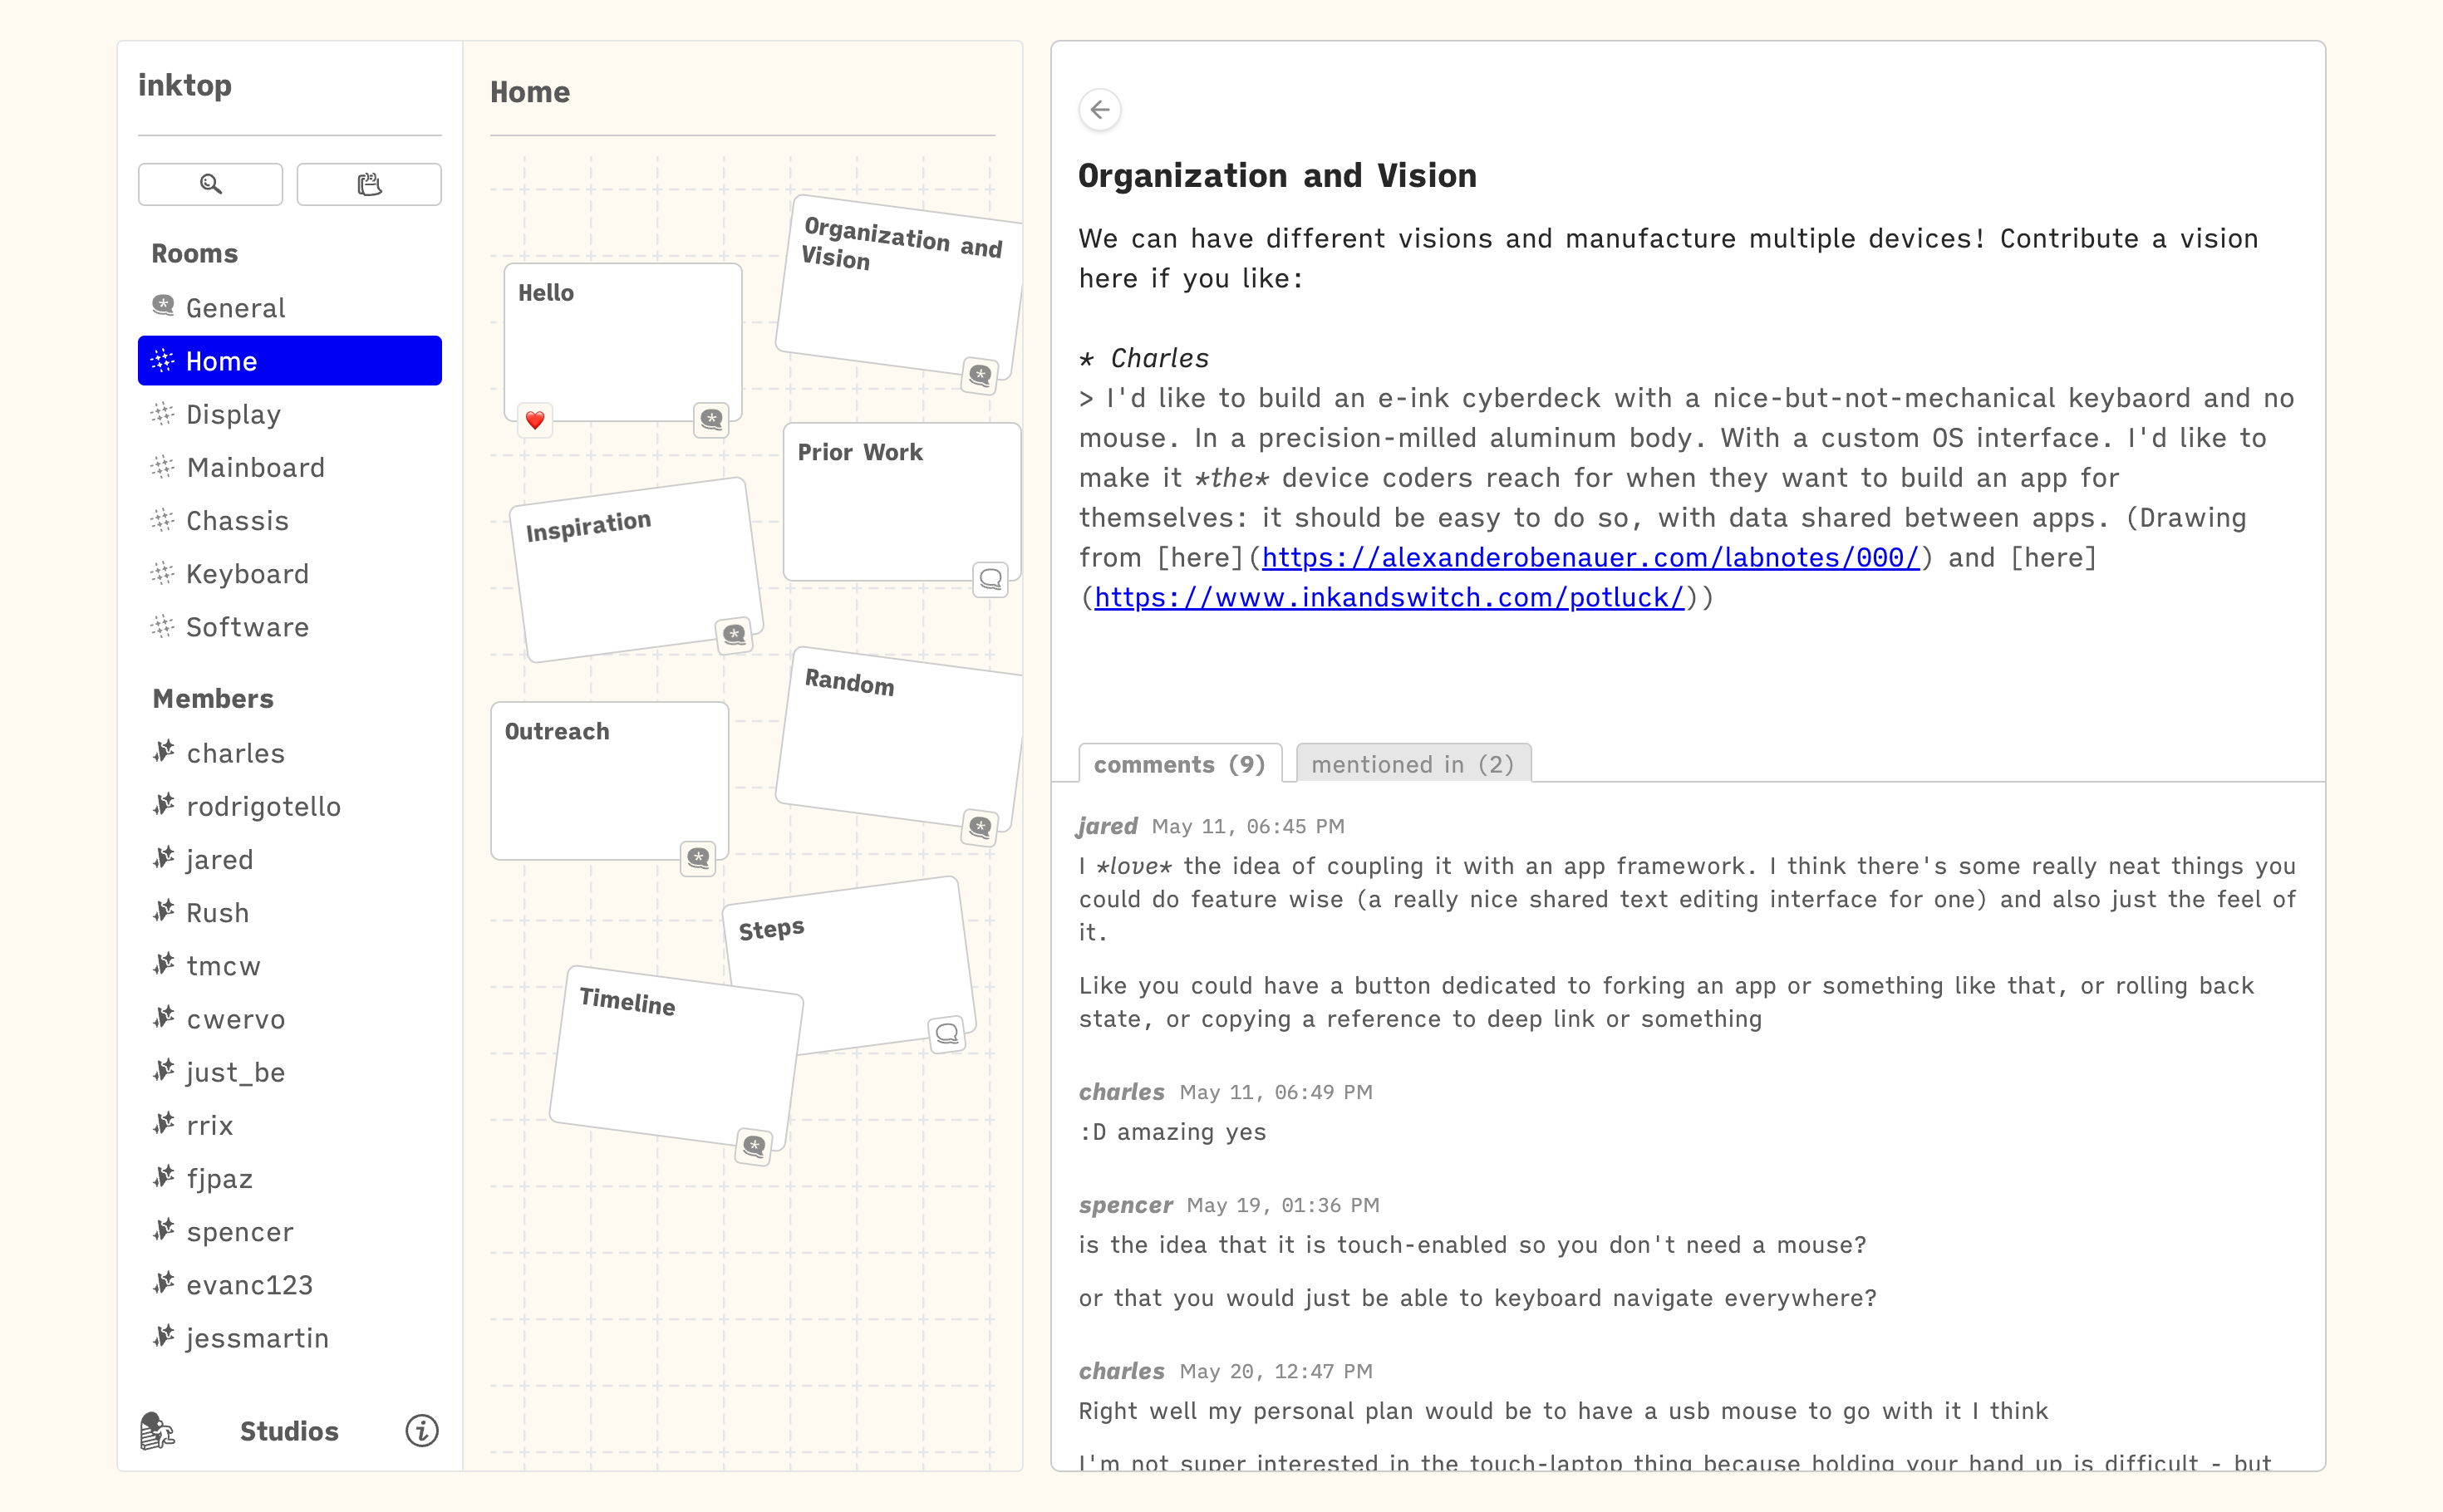 inktop
Rooms
General
Home
Display
Mainboard
Chassis
Keyboard
Software
Members
charles
rodrigotello
jared
Rush
tmcw
cwervo
just_be
rrix
fjpaz
spencer
evanc123
jessmartin
Studios
Home
Organization and
Vision
Hello
Prior Work
Inspiration
Random
Outreach
Steps
Timeline
Organization and Vision
We can have different visions and manufacture multiple devices! Contribute a vision
here if you like:
* Charles
> I'd like to build an e-ink cyberdeck with a nice-but-not-mechanical keybaord and no
mouse. In a precision-milled aluminum body. With a custom OS interface. I'd like to
make it *the* device coders reach for when they want to build an app for
themselves: it should be easy to do so, with data shared between apps. (Drawing
from [here](https://alexanderobenauer.com/labnotes/000/) and [here]
(https://www.inkandswitch.com/potluck/))
comments (9)
mentioned in (2)
jared May 11, 06:45 PM
I *love* the idea of coupling it with an app framework. I think there's some really neat things you
could do feature wise (a really nice shared text editing interface for one) and also just the feel of
it.
Like you could have a button dedicated to forking an app or something like that, or rolling back
state, or copying a reference to deep link or something
charles May 11, 06:49 PM
:D amazing yes
spencer May 19, 01:36 PM
is the idea that it is touch-enabled so you don't need a mouse?
or that you would just be able to keyboard navigate everywhere?
charles May 20, 12:47 PM
Right well my personal plan would be to have a usb mouse to go with it I think
I'm not super interested in the touch-laptop thing because holding your hand up is difficult - but